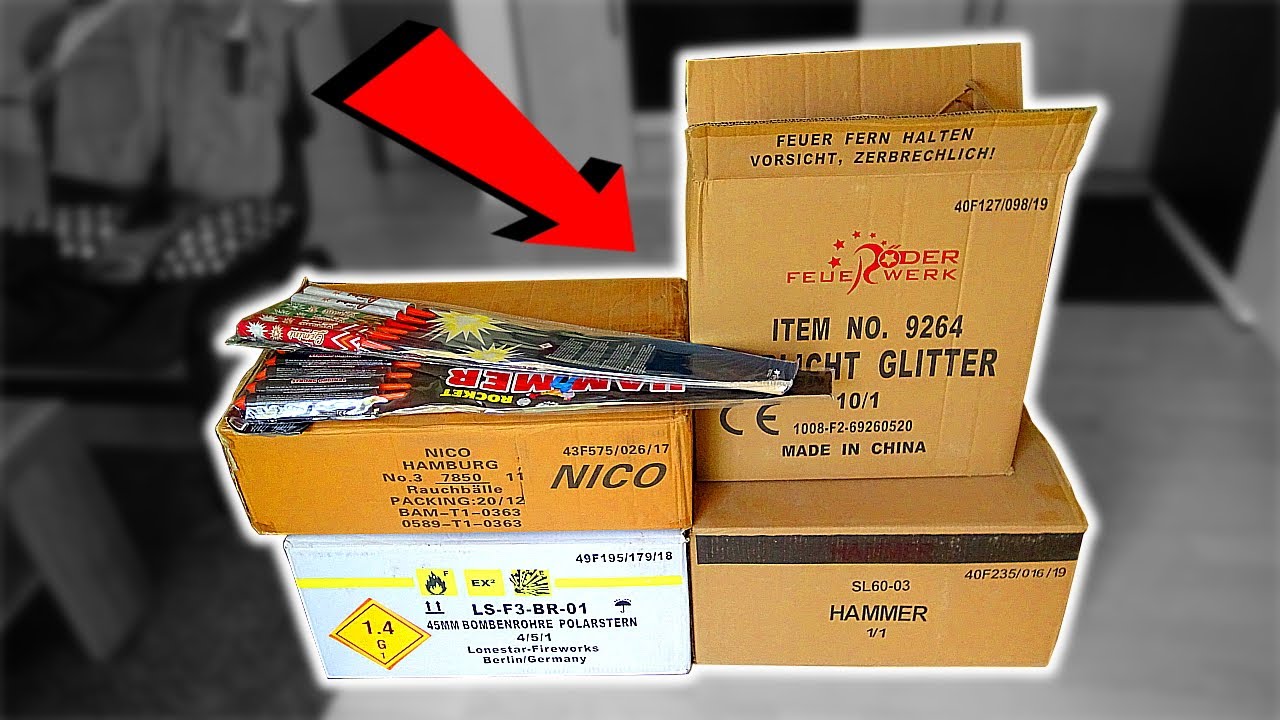 FEUER FERN HALTEN
VORSICHT, ZERBRECHLICH!
40F127/098/19
RÖDER
FEUERWERK
ITEM NO. 9264
GLITTER
10/1
1008-F2-69260520
CE
MADE IN CHINA
ROCKET
HAMMER
NICO
HAMBURG
No.3 7850 11
Rauchbälle
PACKING:20/12
BAM-T1-0363
0589-T1-0363
43F575/026/17
NICO
49F195/179/18
F
EX²
LS-F3-BR-01
45MM BOMBENROHRE POLARSTERN
4/5/1
Lonestar-Fireworks
Berlin/Germany
1.4
G
1
HAMMER
40F235/016/19
SL60-03
HAMMER
1/1